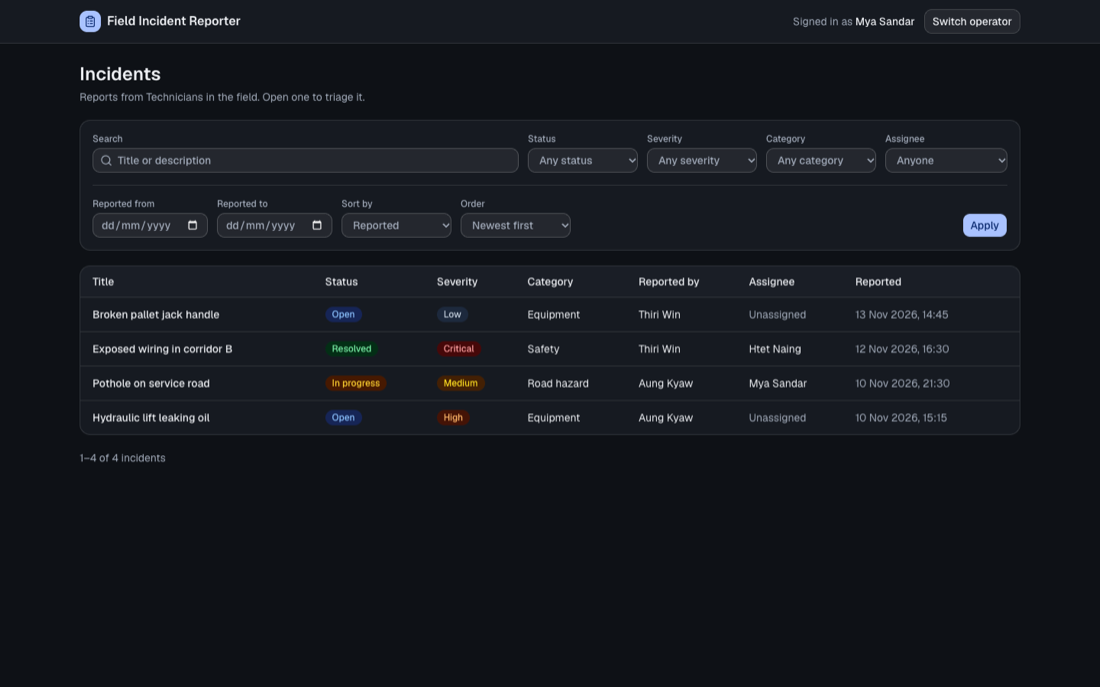 Field Incident Reporter
Signed in as Mya Sandar Switch operator
Incidents
Reports from Technicians in the field. Open one to triage it.
Search Status Severity Category Assignee
Title or description Any status Any severity Any category Anyone
Reported from Reported to Sort by Order
dd/mm/yyyy dd/mm/yyyy Reported Newest first Apply
Title Status Severity Category Reported by Assignee Reported
Broken pallet jack handle Open Low Equipment Thiri Win Unassigned 13 Nov 2026, 14:45
Exposed wiring in corridor B Resolved Critical Safety Thiri Win Htet Naing 12 Nov 2026, 16:30
Pothole on service road In progress Medium Road hazard Aung Kyaw Mya Sandar 10 Nov 2026, 21:30
Hydraulic lift leaking oil Open High Equipment Aung Kyaw Unassigned 10 Nov 2026, 15:15
1–4 of 4 incidents